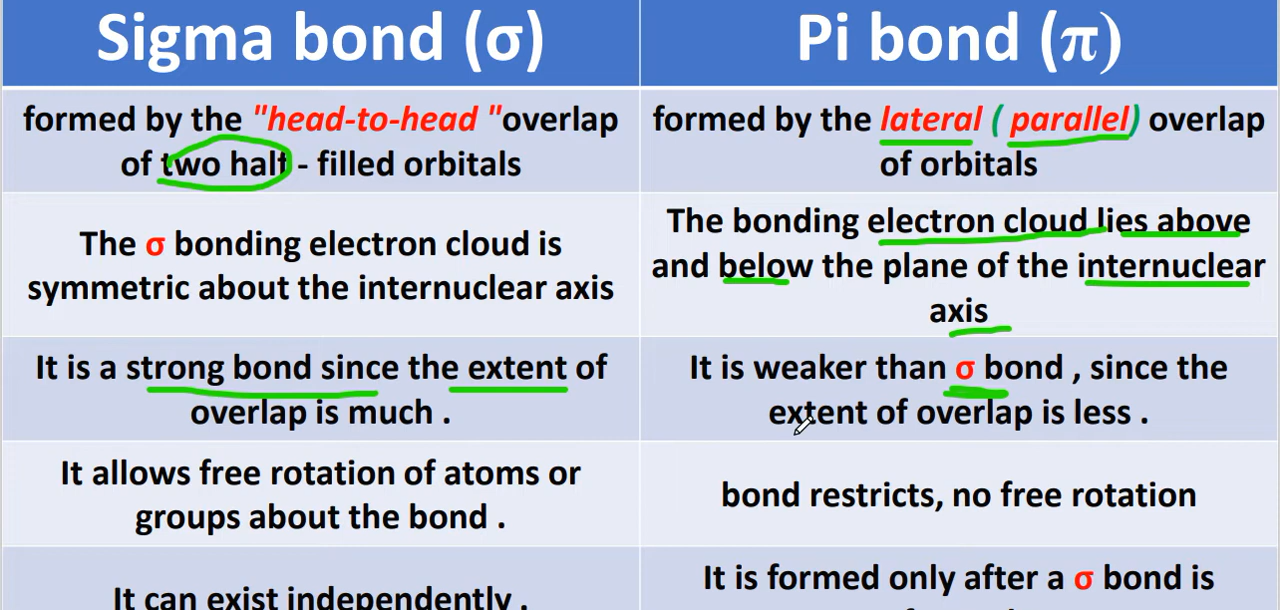 Sigma bond (σ)
Pi bond (π)
formed by the "head-to-head "overlap
of two half - filled orbitals
formed by the lateral ( parallel) overlap
of orbitals
The σ bonding electron cloud is
symmetric about the internuclear axis
The bonding electron cloud lies above
and below the plane of the internuclear
axis
It is a strong bond since the extent of
overlap is much .
It is weaker than σ bond , since the
extent of overlap is less .
It allows free rotation of atoms or
groups about the bond .
bond restricts, no free rotation
It can exist independently .
It is formed only after a σ bond is